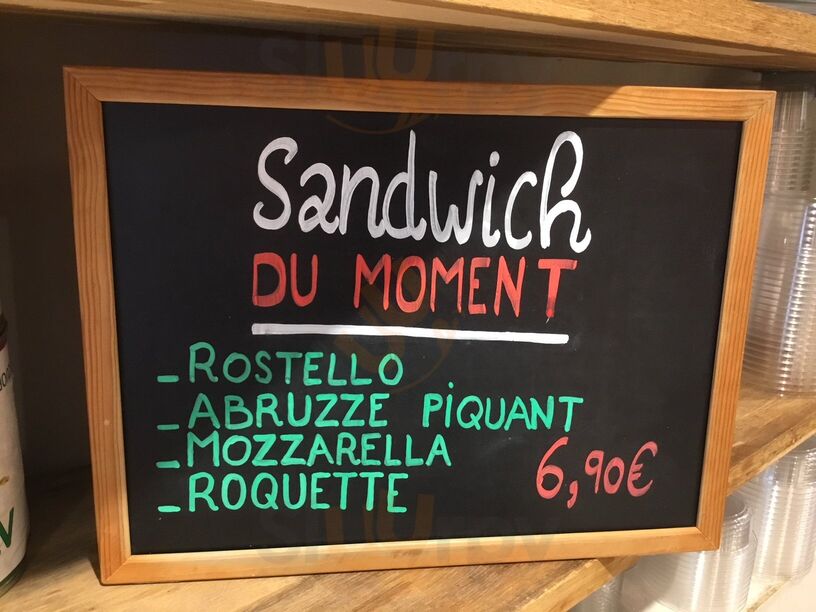 Sandwich
DU MOMENT
_ROSTELLO
_ABRUZZE PIQUANT
_MOZZARELLA
_ROQUETTE
6,90€